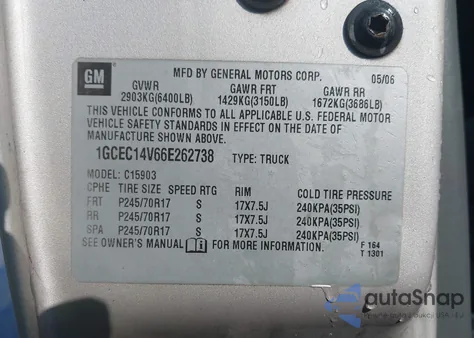 GM
MFD BY GENERAL MOTORS CORP. 05/06
GVWR GAWR FRT GAWR RR
2903KG(6400LB) 1429KG(3150LB) 1672KG(3686LB)
THIS VEHICLE CONFORMS TO ALL APPLICABLE U.S. FEDERAL MOTOR
VEHICLE SAFETY STANDARDS IN EFFECT ON THE DATE OF
MANUFACTURE SHOWN ABOVE.
1GCEC14V66E262738 TYPE: TRUCK
MODEL: C15903
CPHE TIRE SIZE SPEED RTG RIM COLD TIRE PRESSURE
FRT P245/70R17 S 17X7.5J 240KPA(35PSI)
RR P245/70R17 S 17X7.5J 240KPA(35PSI)
SPA P245/70R17 S 17X7.5J 240KPA(35PSI)
SEE OWNER'S MANUAL FOR MORE INFORMATION.
F 164
T 1301
autoSnap